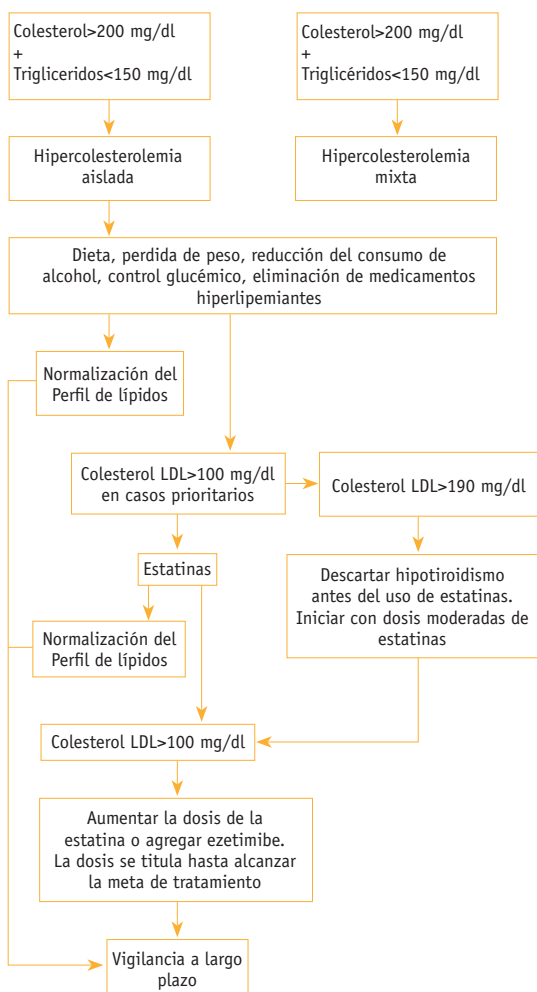 Colesterol>200 mg/dl
+
Trigliceridos<150 mg/dl
Colesterol>200 mg/dl
+
Triglicéridos<150 mg/dl
Hipercolesterolemia
aislada
Hipercolesterolemia
mixta
Dieta, perdida de peso, reducción del consumo de
alcohol, control glucémico, eliminación de medicamentos
hiperlipemiantes
Normalización del
Perfil de lípidos
Colesterol LDL>100 mg/dl
en casos prioritarios
Colesterol LDL>190 mg/dl
Estatinas
Descartar hipotiroidismo
antes del uso de estatinas.
Iniciar con dosis moderadas de
estatinas
Normalización del
Perfil de lípidos
Colesterol LDL>100 mg/dl
Aumentar la dosis de la
estatina o agregar ezetimibe.
La dosis se titula hasta alcanzar
la meta de tratamiento
Vigilancia a largo
plazo